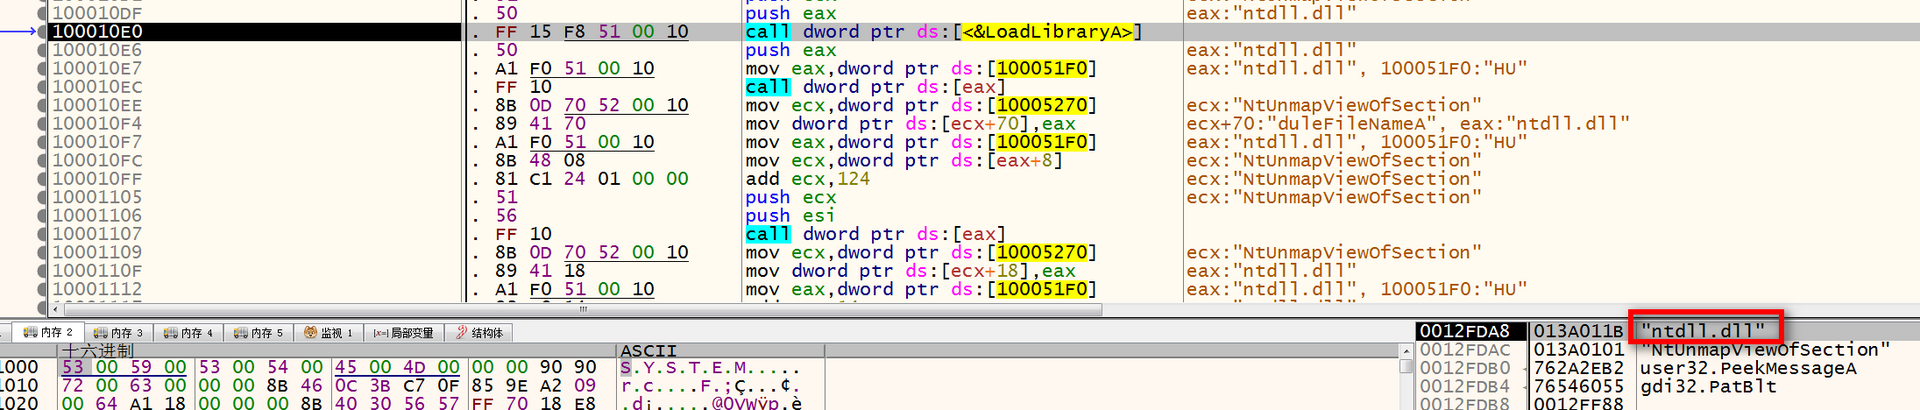 100010DF . 50 push eax eax:"ntdll.dll"
100010E0 . FF 15 F8 51 00 10 call dword ptr ds:[<&LoadLibraryA>]
100010E6 . 50 push eax eax:"ntdll.dll"
100010E7 . A1 F0 51 00 10 mov eax,dword ptr ds:[100051F0] eax:"ntdll.dll", 100051F0:"HU"
100010EC . FF 10 call dword ptr ds:[eax]
100010EE . 8B 0D 70 52 00 10 mov ecx,dword ptr ds:[10005270] ecx:"NtUnmapViewOfSection"
100010F4 . 89 41 70 mov dword ptr ds:[ecx+70],eax ecx+70:"duleFileNameA", eax:"ntdll.dll"
100010F7 . A1 F0 51 00 10 mov eax,dword ptr ds:[100051F0] eax:"ntdll.dll", 100051F0:"HU"
100010FC . 8B 48 08 mov ecx,dword ptr ds:[eax+8] ecx:"NtUnmapViewOfSection"
100010FF . 81 C1 24 01 00 00 add ecx,124 ecx:"NtUnmapViewOfSection"
10001105 . 51 push ecx ecx:"NtUnmapViewOfSection"
10001106 . 56 push esi
10001107 . FF 10 call dword ptr ds:[eax]
10001109 . 8B 0D 70 52 00 10 mov ecx,dword ptr ds:[10005270] ecx:"NtUnmapViewOfSection"
1000110F . 89 41 18 mov dword ptr ds:[ecx+18],eax eax:"ntdll.dll"
10001112 . A1 F0 51 00 10 mov eax,dword ptr ds:[100051F0] eax:"ntdll.dll", 100051F0:"HU"
内存 2 内存 3 内存 4 内存 5 监视 1 [x=] 局部变量 结构体
十六进制 ASCII
1000 53 00 59 00 53 00 54 00 45 00 4D 00 00 00 90 90 S.Y.S.T.E.M.....
1010 72 00 63 00 00 00 8B 46 0C 3B C7 0F 85 9E A2 09 r.c....F.;Ç...¢.
1020 00 64 A1 18 00 00 00 8B 40 30 56 57 FF 70 18 E8 .d¡.....@0VWÿp.è
0012FDA8 013A011B "ntdll.dll"
0012FDAC 013A0101 "NtUnmapViewOfSection"
0012FDB0 762A2EB2 user32.PeekMessageA
0012FDB4 76546055 gdi32.PatBlt
0012FDB8 0012FF88